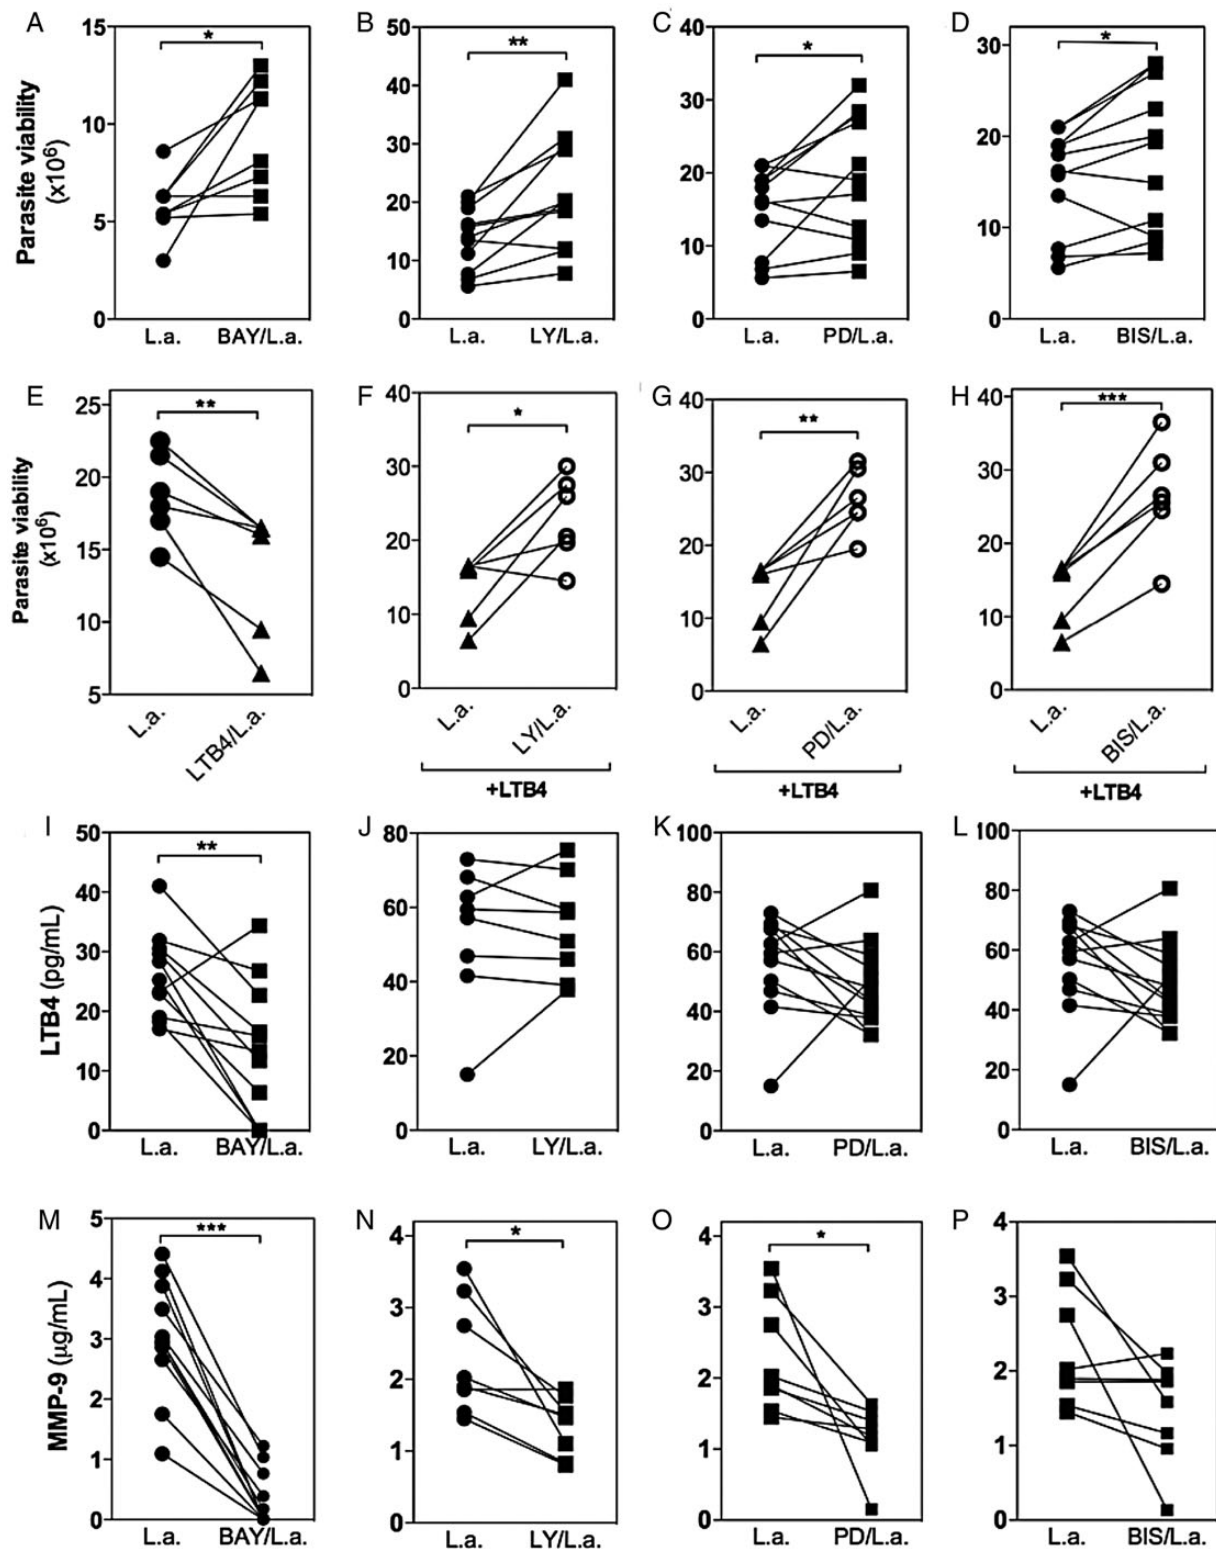 A
B
C
D
Parasite viability
(x10⁶)
15
10
5
0
*
L.a.
BAY/L.a.
50
40
30
20
10
0
**
L.a.
LY/L.a.
40
30
20
10
0
*
L.a.
PD/L.a.
30
20
10
0
*
L.a.
BIS/L.a.
E
F
G
H
Parasite viability
(x10⁶)
25
20
15
10
5
**
L.a.
LTB4/L.a.
40
30
20
10
0
*
L.a.
LY/L.a.
+LTB4
40
30
20
10
0
**
L.a.
PD/L.a.
+LTB4
40
30
20
10
0
***
L.a.
BIS/L.a.
+LTB4
I
J
K
L
LTB4 (pg/mL)
50
40
30
20
10
0
**
L.a.
BAY/L.a.
80
60
40
20
0
L.a.
LY/L.a.
100
80
60
40
20
0
L.a.
PD/L.a.
100
80
60
40
20
0
L.a.
BIS/L.a.
M
N
O
P
MMP-9 (µg/mL)
5
4
3
2
1
0
***
L.a.
BAY/L.a.
4
3
2
1
0
*
L.a.
LY/L.a.
4
3
2
1
0
*
L.a.
PD/L.a.
4
3
2
1
0
L.a.
BIS/L.a.